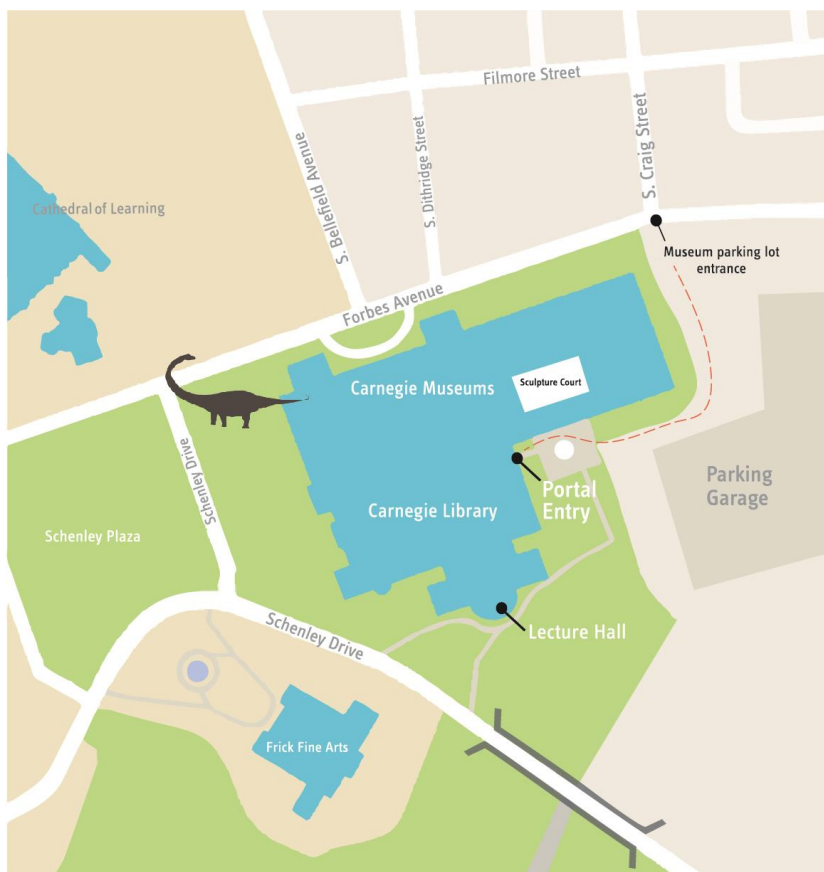 Filmore Street
S. Craig Street
S. Dithridge Street
S. Bellefield Avenue
Cathedral of Learning
Museum parking lot
entrance
Forbes Avenue
Carnegie Museums
Sculpture Court
Schenley Drive
Portal
Entry
Parking
Garage
Carnegie Library
Schenley Plaza
Schenley Drive
Lecture Hall
Frick Fine Arts